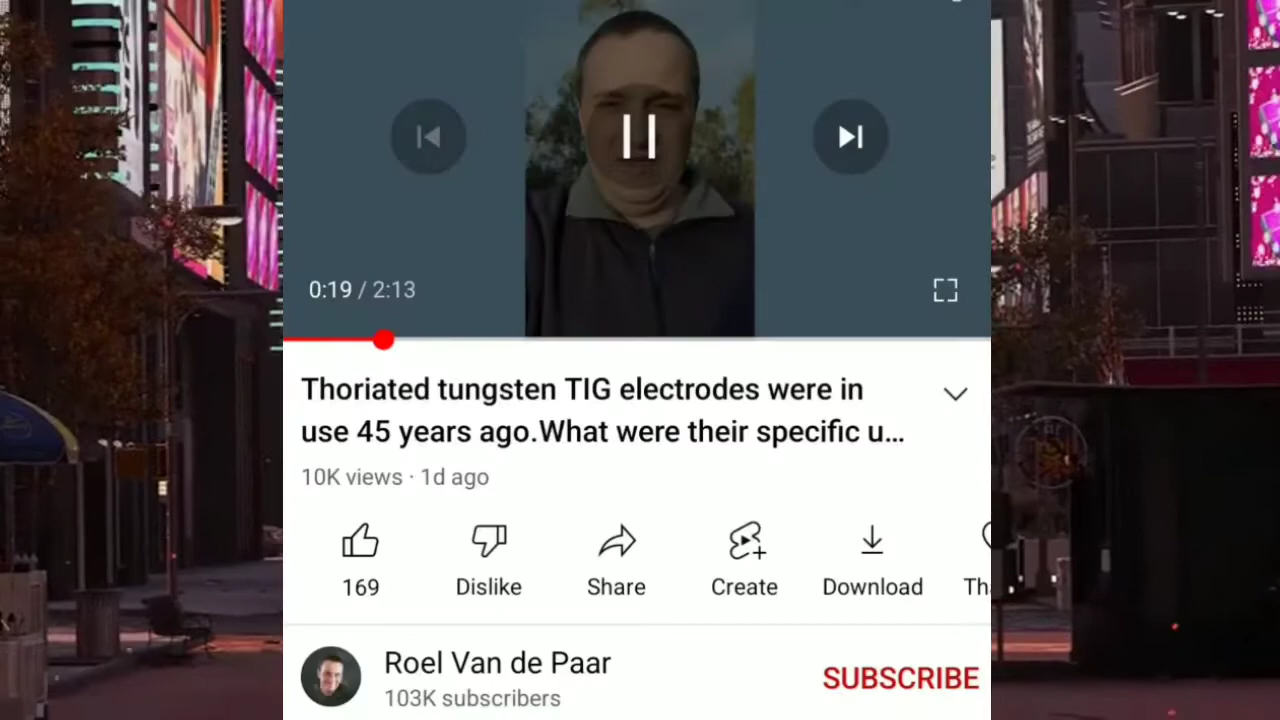 0:19 / 2:13
Thoriated tungsten TIG electrodes were in
use 45 years ago.What were their specific u...
10K views · 1d ago
169
Dislike
Share
Create
Download
Th
Roel Van de Paar
103K subscribers
SUBSCRIBE